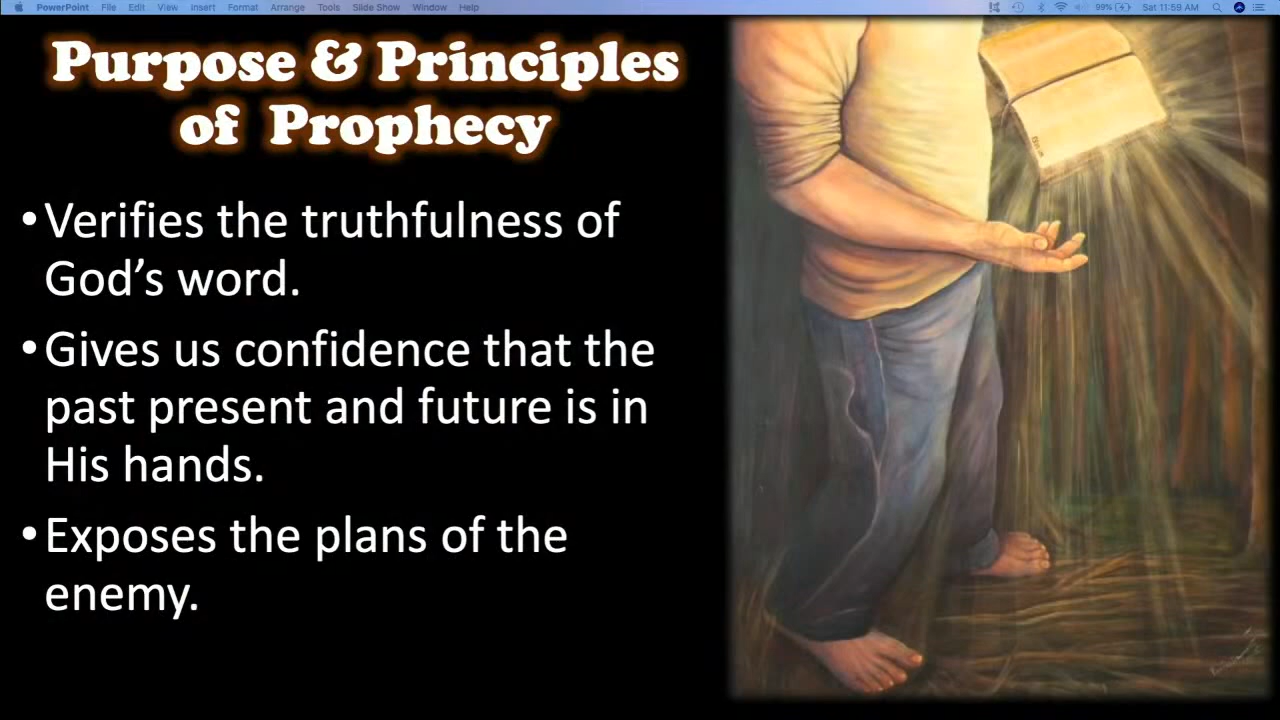 PowerPoint File Edit View Insert Format Arrange Tools Slide Show Window Help 99% Sat 11:59 AM
Purpose & Principles
of Prophecy
• Verifies the truthfulness of
God’s word.
• Gives us confidence that the
past present and future is in
His hands.
• Exposes the plans of the
enemy.